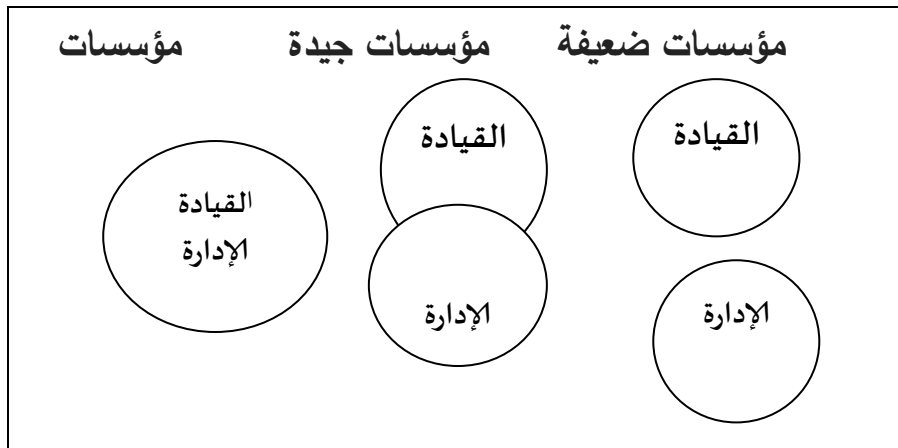 مؤسسات ضعيفة
مؤسسات جيدة
مؤسسات
القيادة
الإدارة
القيادة
الإدارة
القيادة
الإدارة